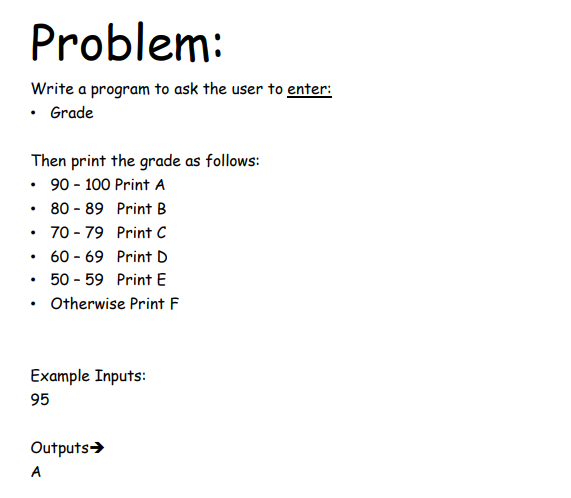 Problem:
Write a program to ask the user to enter:
• Grade
Then print the grade as follows:
• 90 – 100 Print A
• 80 – 89 Print B
• 70 – 79 Print C
• 60 – 69 Print D
• 50 – 59 Print E
• Otherwise Print F
Example Inputs:
95
Outputs→
A